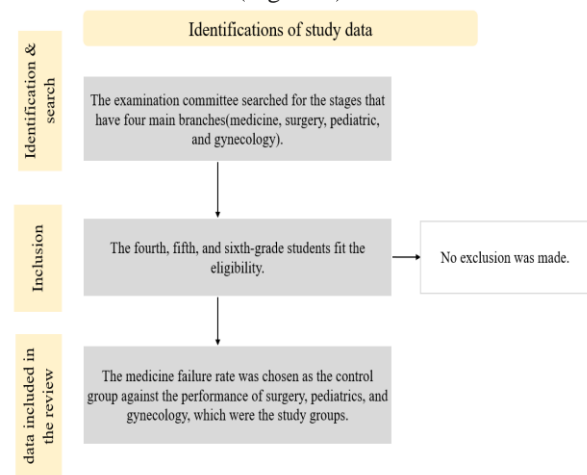 Identifications of study data
Identification &
search
The examination committee searched for the stages that
have four main branches(medicine, surgery, pediatric,
and gynecology).
Inclusion
The fourth, fifth, and sixth-grade students fit the
eligibility.
No exclusion was made.
data included in
the review
The medicine failure rate was chosen as the control
group against the performance of surgery, pediatrics, and
gynecology, which were the study groups.